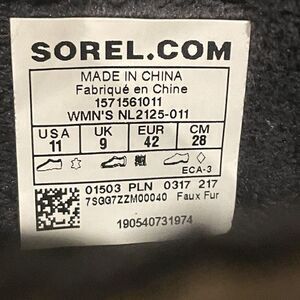 SOREL.COM
MADE IN CHINA
Fabriqué en Chine
1571561011
WMN'S NL2125-011
USA UK EUR CM
11 9 42 28
ECA-3
01503 PLN 0317 217
7SGG7ZZM00040 Faux Fur
190540731974